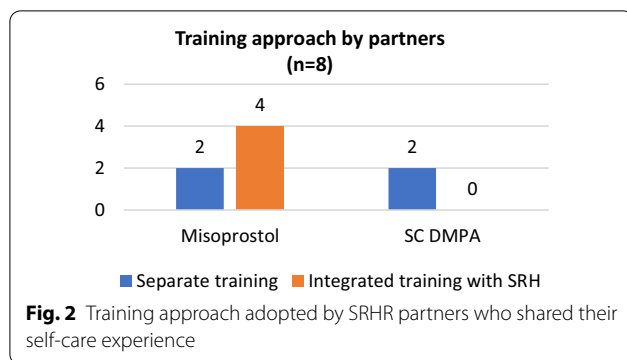 Training approach by partners
(n=8)
6
4
2
0
2
4
2
0
Misoprostol SC DMPA
Separate training Integrated training with SRH
Fig. 2 Training approach adopted by SRHR partners who shared their
self-care experience